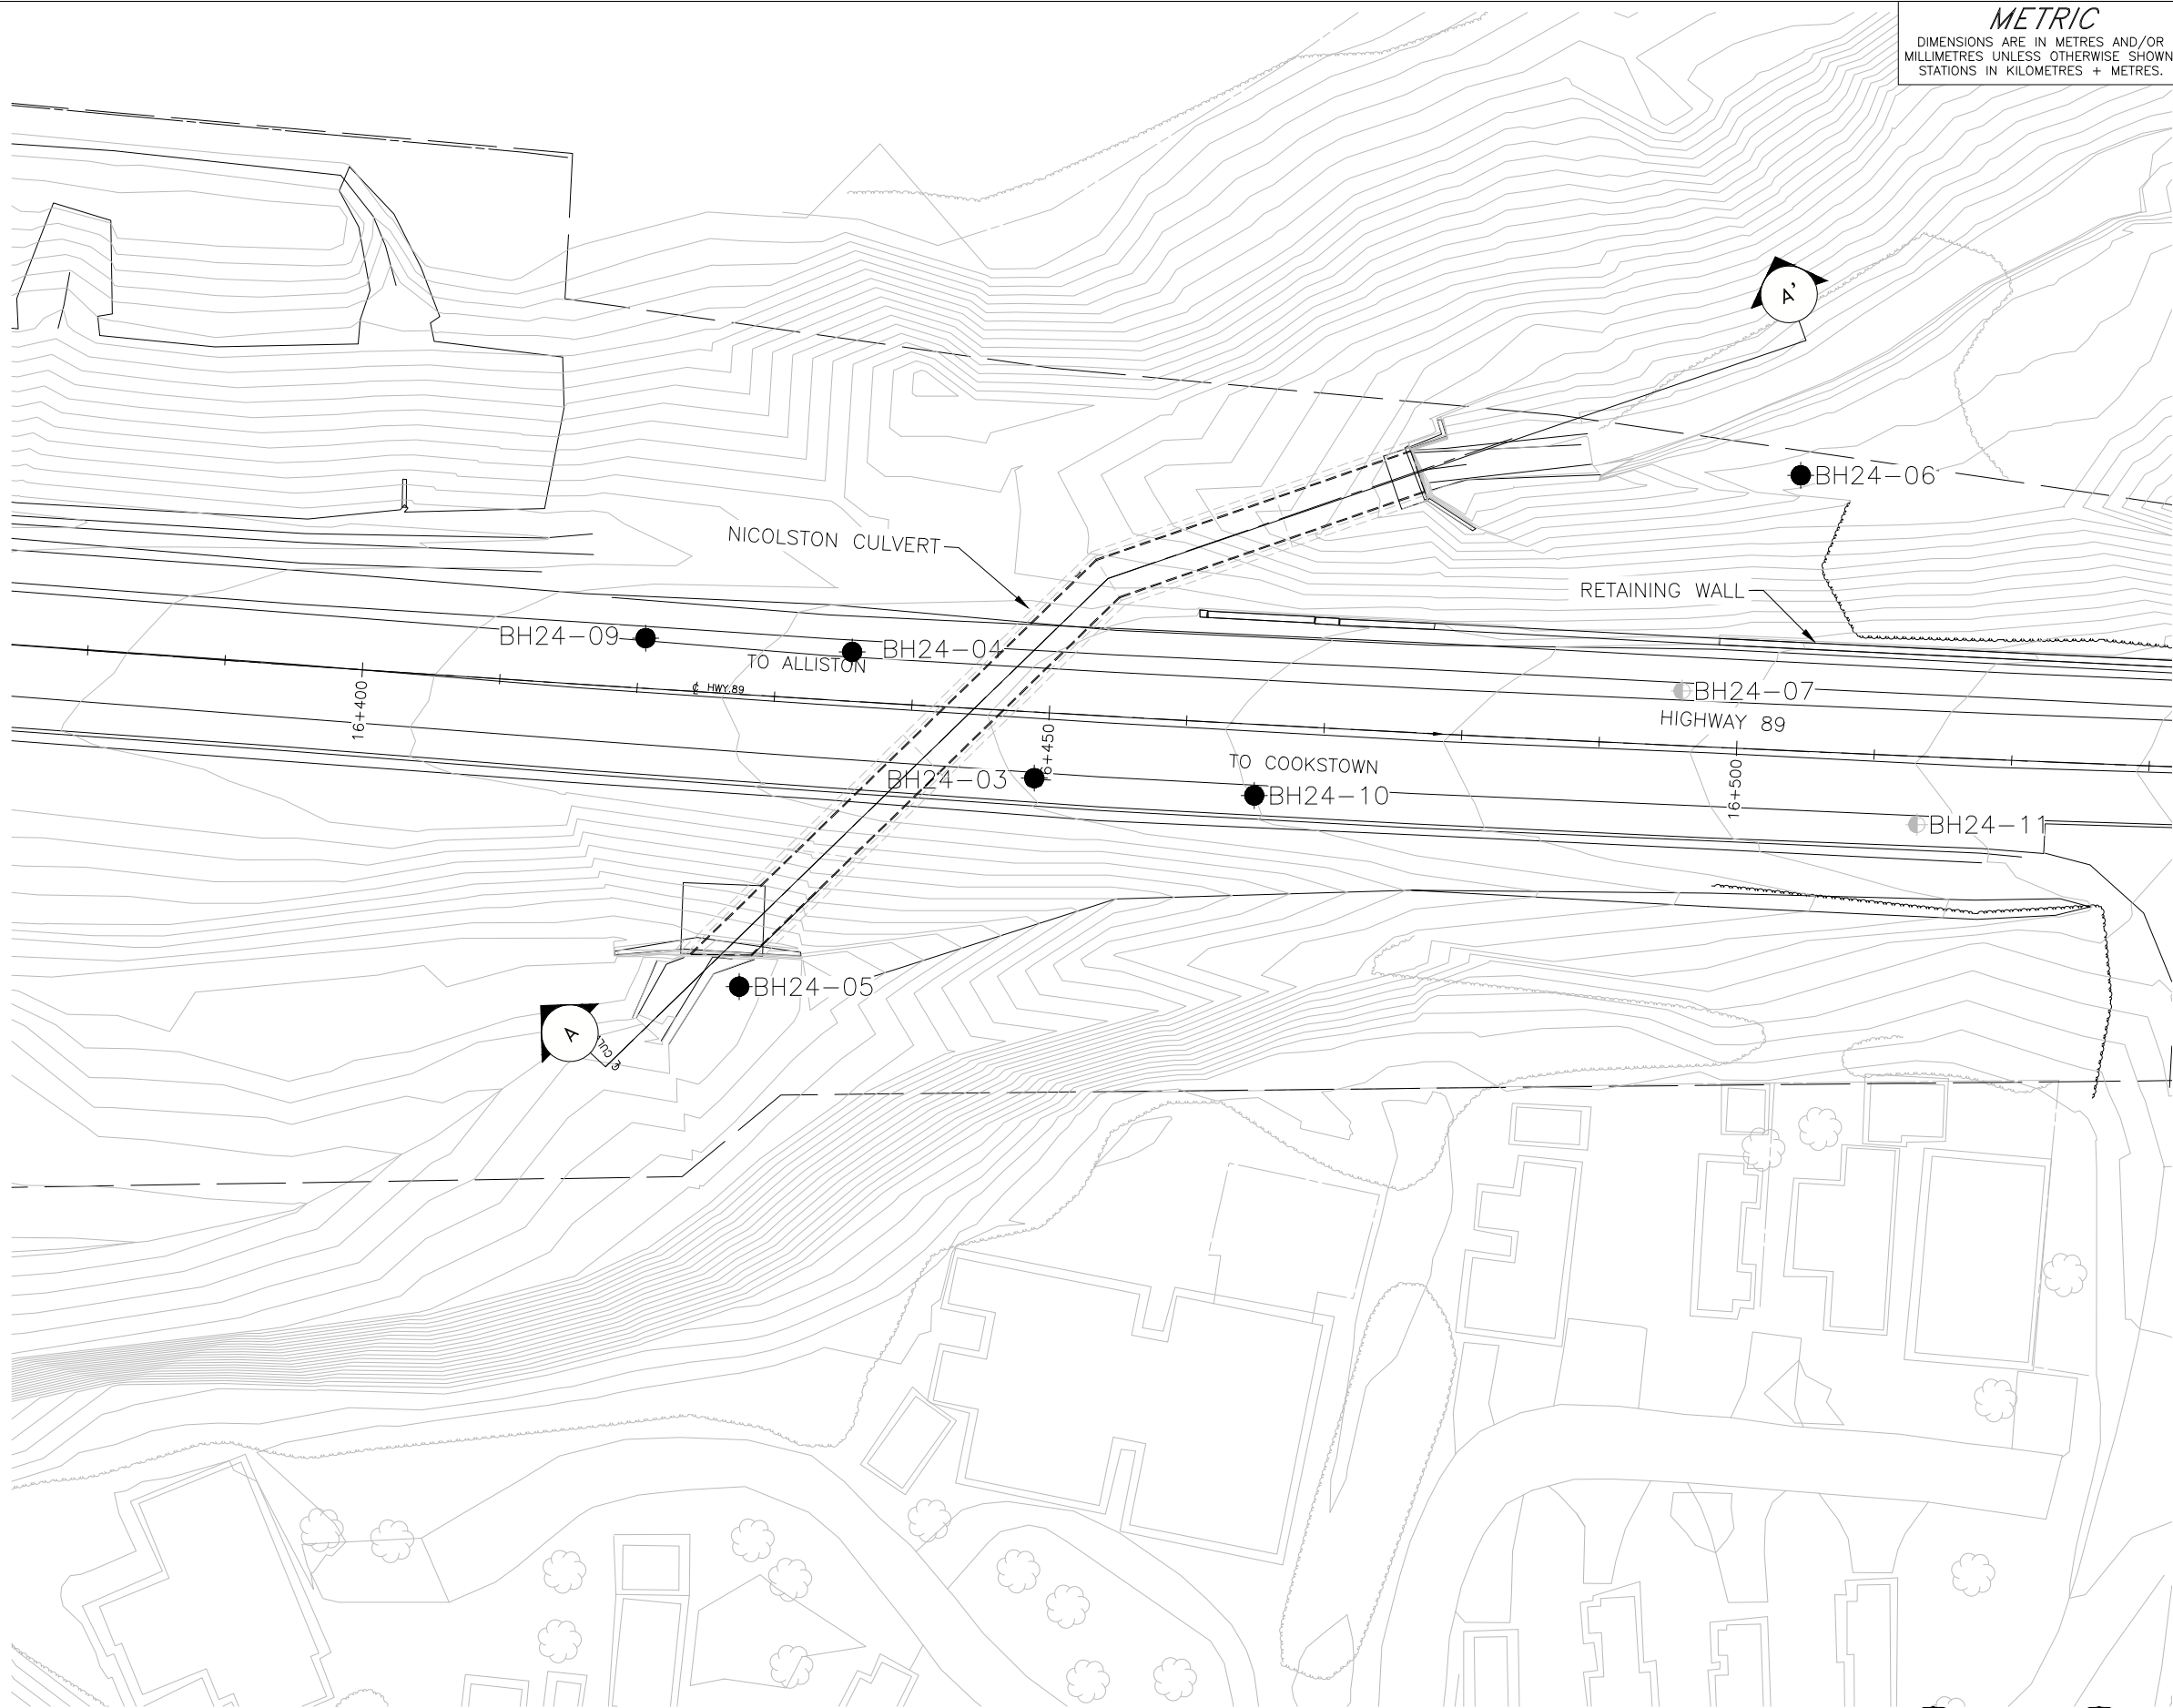 METRIC
DIMENSIONS ARE IN METRES AND/OR
MILLIMETRES UNLESS OTHERWISE SHOWN
STATIONS IN KILOMETRES + METRES.
A'
BH24-06
NICOLSTON CULVERT
RETAINING WALL
BH24-09
BH24-04
TO ALLISTON
℄ HWY.89
BH24-07
HIGHWAY 89
16+400
16+450
TO COOKSTOWN
BH24-03
BH24-10
16+500
BH24-11
BH24-05
A
℄ CUL